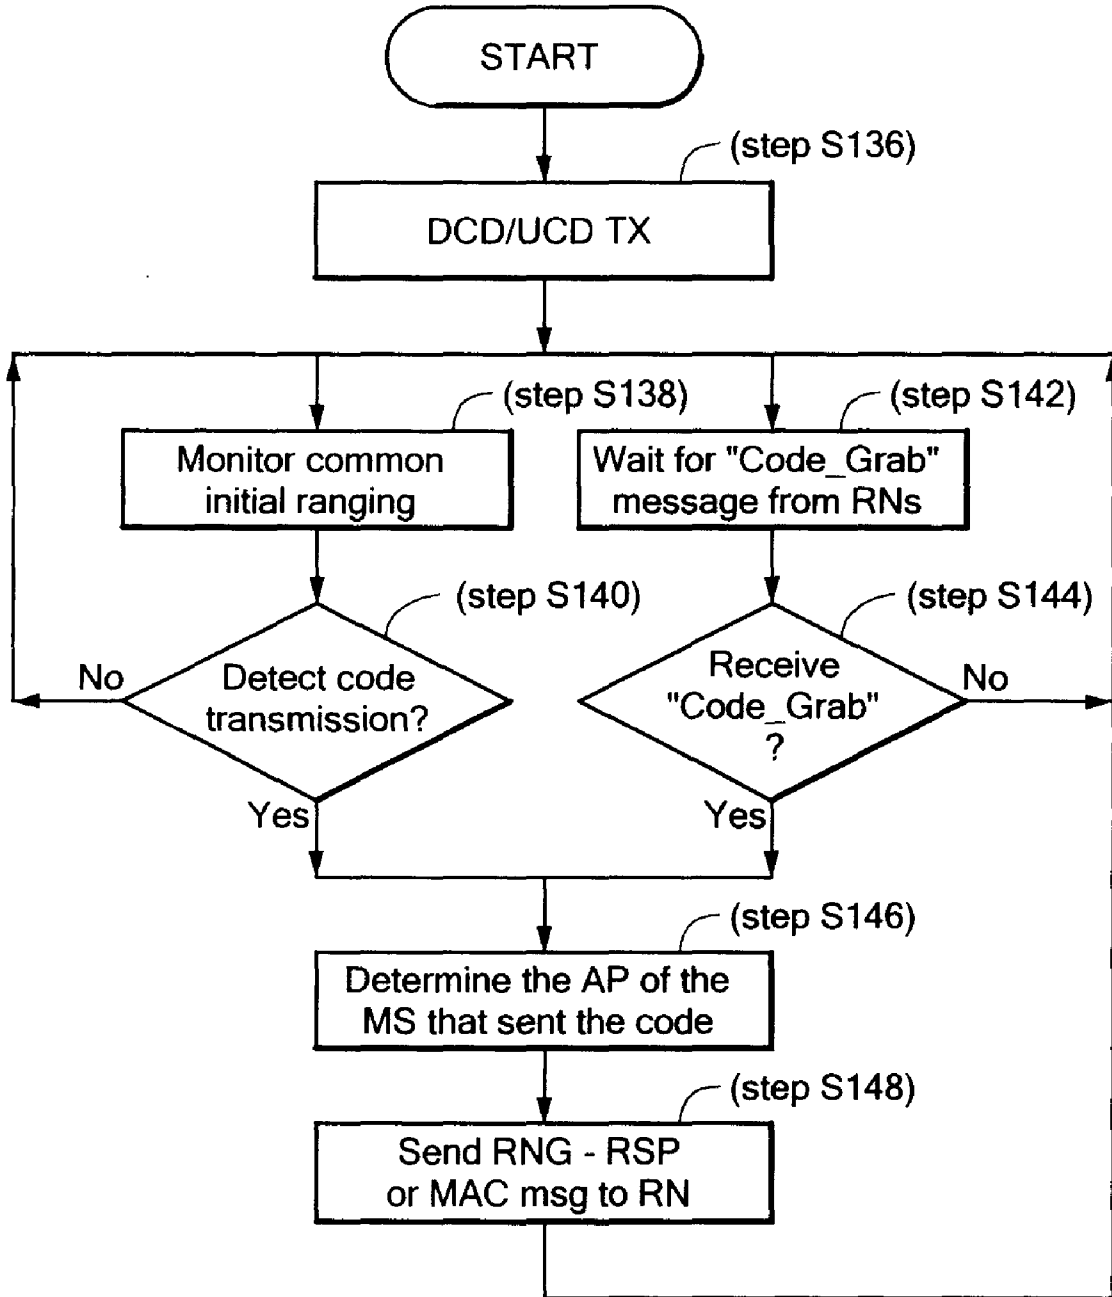 START
(step S136)
DCD/UCD TX
(step S138)
Monitor common
initial ranging
(step S142)
Wait for "Code_Grab"
message from RNs
(step S140)
Detect code
transmission?
No
Yes
(step S144)
Receive
"Code_Grab"
?
No
Yes
(step S146)
Determine the AP of the
MS that sent the code
(step S148)
Send RNG - RSP
or MAC msg to RN